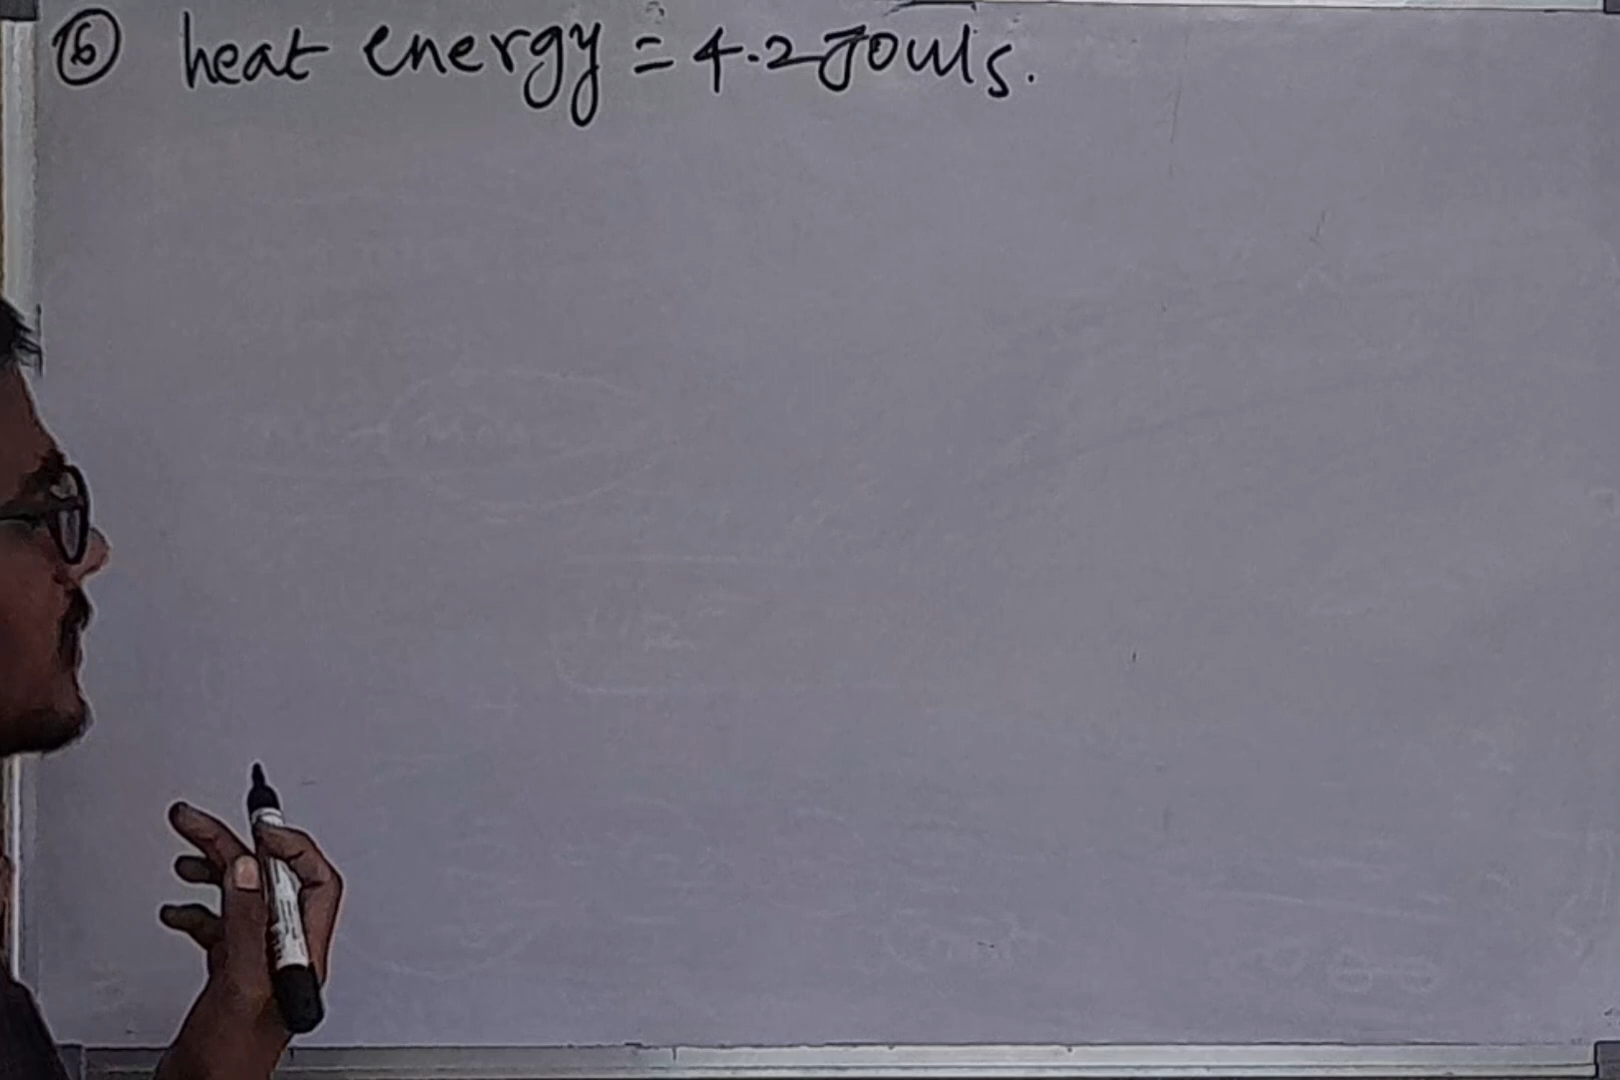 16 heat energy = 4.2 Jouls.